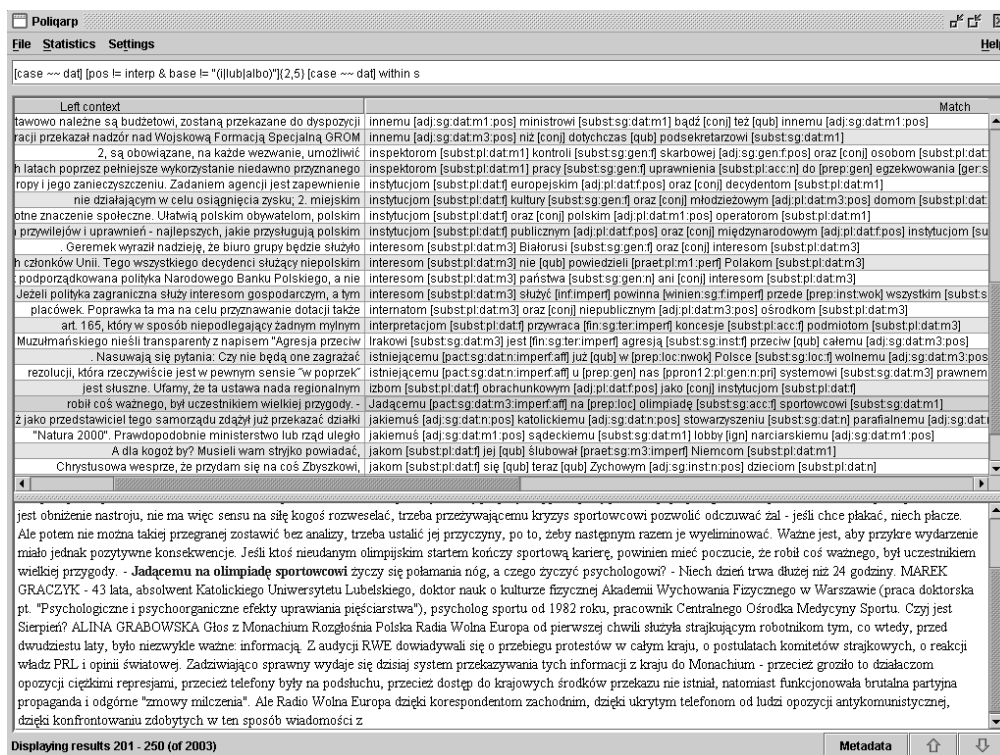 Poliqarp
File Statistics Settings Help
[case ~~ dat] [pos != interp & base != "(i|lub|albo)"]{2,5} [case ~~ dat] within s
Left context Match
tawowo należne są budżetowi, zostaną przekazane do dyspozycji innemu [adj:sg:dat:m1:pos] ministrowi [subst:sg:dat:m1] bądź [conj] też [qub] innemu [adj:sg:dat:m1:pos]
racji przekazał nadzór nad Wojskową Formacją Specjalną GROM innemu [adj:sg:dat:m3:pos] niż [conj] dotychczas [qub] podsekretarzowi [subst:sg:dat:m1]
2, są obowiązane, na każde wezwanie, umożliwić inspektorom [subst:pl:dat:m1] kontroli [subst:sg:gen:f] skarbowej [adj:sg:gen:f:pos] oraz [conj] osobom [subst:pl:dat:
h latach poprzez pełniejsze wykorzystanie niedawno przyznanego inspektorom [subst:pl:dat:m1] pracy [subst:sg:gen:f] uprawnienia [subst:pl:acc:n] do [prep:gen] egzekwowania [ger:s
ropy i jego zanieczyszczeniu. Zadaniem agencji jest zapewnienie instytucjom [subst:pl:dat:f] europejskim [adj:pl:dat:f:pos] oraz [conj] decydentom [subst:pl:dat:m1]
nie działającym w celu osiągnięcia zysku; 2. miejskim instytucjom [subst:pl:dat:f] kultury [subst:sg:gen:f] oraz [conj] młodzieżowym [adj:pl:dat:m3:pos] domom [subst:pl:dat:
otne znaczenie społeczne. Ułatwią polskim obywatelom, polskim instytucjom [subst:pl:dat:f] oraz [conj] polskim [adj:pl:dat:m1:pos] operatorom [subst:pl:dat:m1]
przywilejów i uprawnień - najlepszych, jakie przysługują polskim instytucjom [subst:pl:dat:f] publicznym [adj:pl:dat:f:pos] oraz [conj] międzynarodowym [adj:pl:dat:f:pos] instytucjom [su
. Geremek wyraził nadzieję, że biuro grupy będzie służyło interesom [subst:pl:dat:m3] Białorusi [subst:sg:gen:f] oraz [conj] interesom [subst:pl:dat:m3]
h członków Unii. Tego wszystkiego decydenci służący niepolskim interesom [subst:pl:dat:m3] nie [qub] powiedzieli [praet:pl:m1:perf] Polakom [subst:pl:dat:m3]
podporządkowana polityka Narodowego Banku Polskiego, a nie interesom [subst:pl:dat:m3] państwa [subst:sg:gen:n] ani [conj] interesom [subst:pl:dat:m3]
Jeżeli polityka zagraniczna służy interesom gospodarczym, a tym interesom [subst:pl:dat:m3] służyć [inf:imperf] powinna [winien:sg:f:imperf] przede [prep:inst:wok] wszystkim [subst:s
placówek. Poprawka ta ma na celu przyznawanie dotacji także internatom [subst:pl:dat:m3] oraz [conj] niepublicznym [adj:pl:dat:m3:pos] ośrodkom [subst:pl:dat:m3]
art. 165, który w sposób niepodlegający żadnym mylnym interpretacjom [subst:pl:dat:f] przywraca [fin:sg:ter:imperf] koncesje [subst:pl:acc:f] podmiotom [subst:pl:dat:m3]
Muzułmańskiego nieśli transparenty z napisem "Agresja przeciw Irakowi [subst:sg:dat:m3] jest [fin:sg:ter:imperf] agresją [subst:sg:inst:f] przeciw [qub] całemu [adj:sg:dat:m3:pos]
. Nasuwają się pytania: Czy nie będą one zagrażać istniejącemu [pact:sg:dat:n:imperf:aff] już [qub] w [prep:loc:nwok] Polsce [subst:sg:loc:f] wolnemu [adj:sg:dat:m3:pos
rezolucji, która rzeczywiście jest w pewnym sensie "w poprzek" istniejącemu [pact:sg:dat:m3:imperf:aff] u [prep:gen] nas [ppron12:pl:gen:n:pri] systemowi [subst:sg:dat:m3] prawnem
jest słuszne. Ufamy, że ta ustawa nada regionalnym izbom [subst:pl:dat:f] obrachunkowym [adj:pl:dat:f:pos] jako [conj] instytucjom [subst:pl:dat:f]
robił coś ważnego, był uczestnikiem wielkiej przygody. - Jadącemu [pact:sg:dat:m3:imperf:aff] na [prep:loc] olimpiadę [subst:sg:acc:f] sportowcowi [subst:sg:dat:m1]
ż jako przedstawiciel tego samorządu zdążył już przekazać działki jakiemuś [adj:sg:dat:n:pos] katolickiemu [adj:sg:dat:n:pos] stowarzyszeniu [subst:sg:dat:n] parafialnemu [adj:sg:dat:
"Natura 2000". Prawdopodobnie ministerstwo lub rząd uległo jakiemuś [adj:sg:dat:m1:pos] sądeckiemu [subst:sg:dat:m1] lobby [ign] narciarskiemu [adj:sg:dat:m1:pos]
A dla kogoż by? Musieli wam stryjko powiadać, jakom [subst:pl:dat:f] jej [qub] ślubował [praet:sg:m3:imperf] Niemcom [subst:pl:dat:m1]
Chrystusowa wesprze, że przydam się na coś Zbyszkowi, jakom [subst:pl:dat:f] się [qub] teraz [qub] Zychowym [adj:sg:inst:n:pos] dzieciom [subst:pl:dat:n]
jest obniżenie nastroju, nie ma więc sensu na siłę kogoś rozweselać, trzeba przeżywającemu kryzys sportowcowi pozwolić odczuwać żal - jeśli chce płakać, niech płacze.
Ale potem nie można takiej przegranej zostawić bez analizy, trzeba ustalić jej przyczyny, po to, żeby następnym razem je wyeliminować. Ważne jest, aby przykre wydarzenie
miało jednak pozytywne konsekwencje. Jeśli ktoś nieudanym olimpijskim startem kończy sportową karierę, powinien mieć poczucie, że robił coś ważnego, był uczestnikiem
wielkiej przygody. - Jadącemu na olimpiadę sportowcowi życzy się połamania nóg, a czego życzyć psychologowi? - Niech dzień trwa dłużej niż 24 godziny. MAREK
GRACZYK - 43 lata, absolwent Katolickiego Uniwersytetu Lubelskiego, doktor nauk o kulturze fizycznej Akademii Wychowania Fizycznego w Warszawie (praca doktorska
pt. "Psychologiczne i psychoorganiczne efekty uprawiania pięściarstwa"), psycholog sportu od 1982 roku, pracownik Centralnego Ośrodka Medycyny Sportu. Czyj jest
Sierpień? ALINA GRABOWSKA Głos z Monachium Rozgłośnia Polska Radia Wolna Europa od pierwszej chwili służyła strajkującym robotnikom tym, co wtedy, przed
dwudziestu laty, było niezwykle ważne: informacją. Z audycji RWE dowiadywali się o przebiegu protestów w całym kraju, o postulatach komitetów strajkowych, o reakcji
władz PRL i opinii światowej. Zadziwiająco sprawny wydaje się dzisiaj system przekazywania tych informacji z kraju do Monachium - przecież groziło to działaczom
opozycji ciężkimi represjami, przecież telefony były na podsłuchu, przecież dostęp do krajowych środków przekazu nie istniał, natomiast funkcjonowała brutalna partyjna
propaganda i odgórne "zmowy milczenia". Ale Radio Wolna Europa dzięki korespondentom zachodnim, dzięki ukrytym telefonom od ludzi opozycji antykomunistycznej,
dzięki konfrontowaniu zdobytych w ten sposób wiadomości z
Displaying results 201 - 250 (of 2003) Metadata